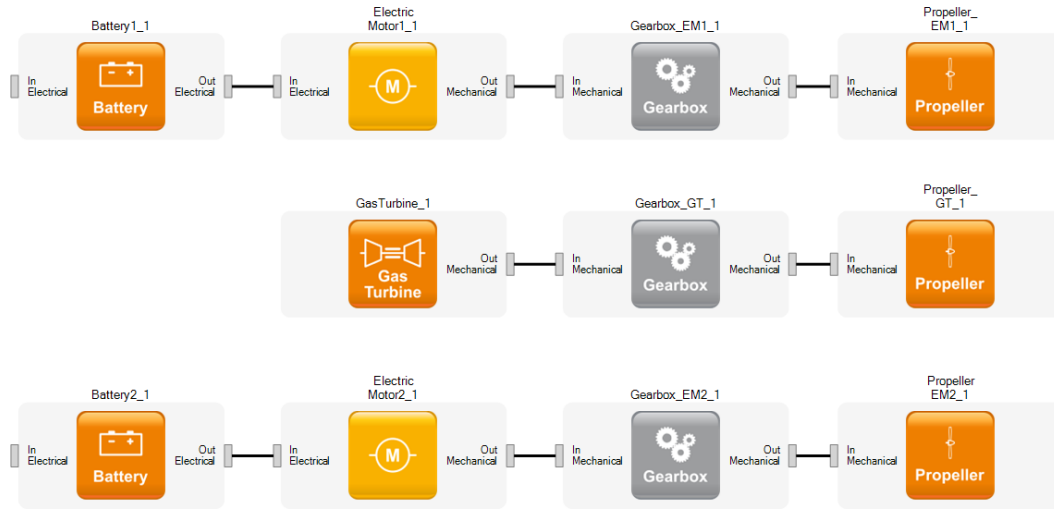 Battery1_1
In
Electrical
Battery
Out
Electrical
Electric
Motor1_1
In
Electrical
M
Out
Mechanical
Gearbox_EM1_1
In
Mechanical
Gearbox
Out
Mechanical
Propeller_
EM1_1
In
Mechanical
Propeller
GasTurbine_1
Gas
Turbine
Out
Mechanical
Gearbox_GT_1
In
Mechanical
Gearbox
Out
Mechanical
Propeller_
GT_1
In
Mechanical
Propeller
Battery2_1
In
Electrical
Battery
Out
Electrical
Electric
Motor2_1
In
Electrical
M
Out
Mechanical
Gearbox_EM2_1
In
Mechanical
Gearbox
Out
Mechanical
Propeller
EM2_1
In
Mechanical
Propeller